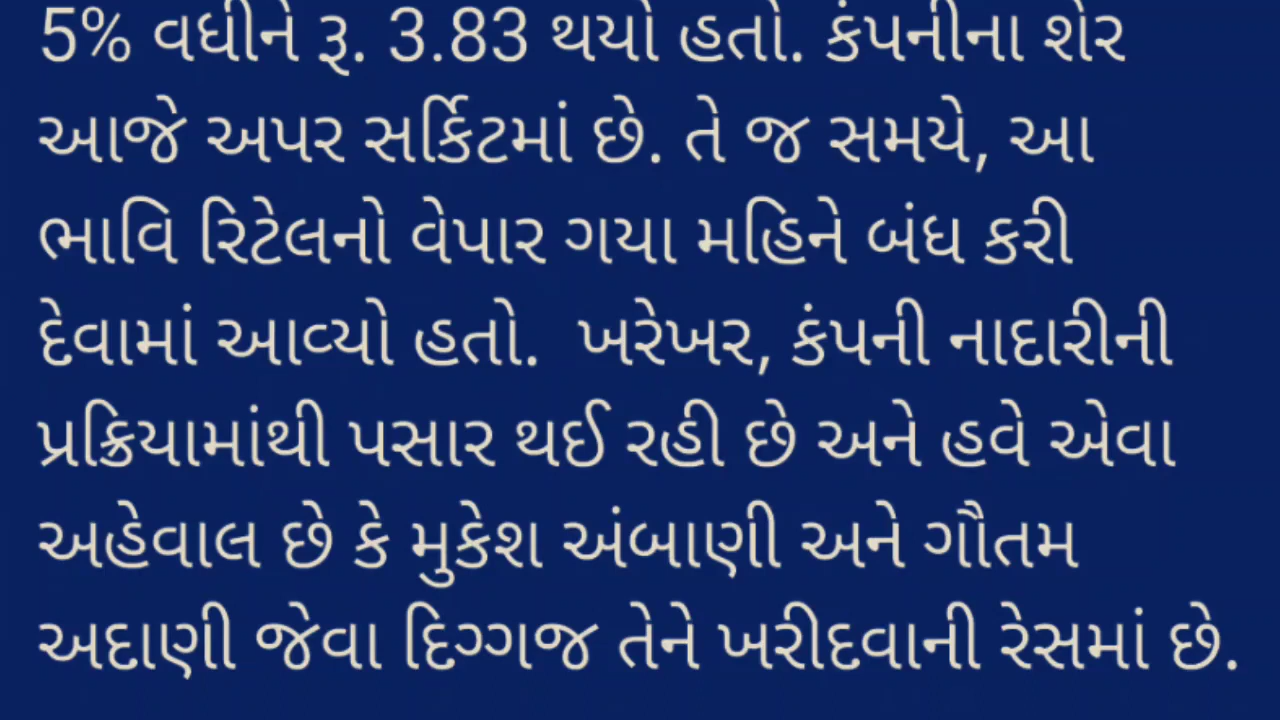 5% વધીને રૂ. 3.83 થયો હતો. કંપનીના શેર
આજે અપર સર્કિટમાં છે. તે જ સમયે, આ
ભાવિ રિટેલનો વેપાર ગયા મહિને બંધ કરી
દેવામાં આવ્યો હતો.  ખરેખર, કંપની નાદારીની
પ્રક્રિયામાંથી પસાર થઈ રહી છે અને હવે એવા
અહેવાલ છે કે મુકેશ અંબાણી અને ગૌતમ
અદાણી જેવા દિગ્ગજ તેને ખરીદવાની રેસમાં છે.